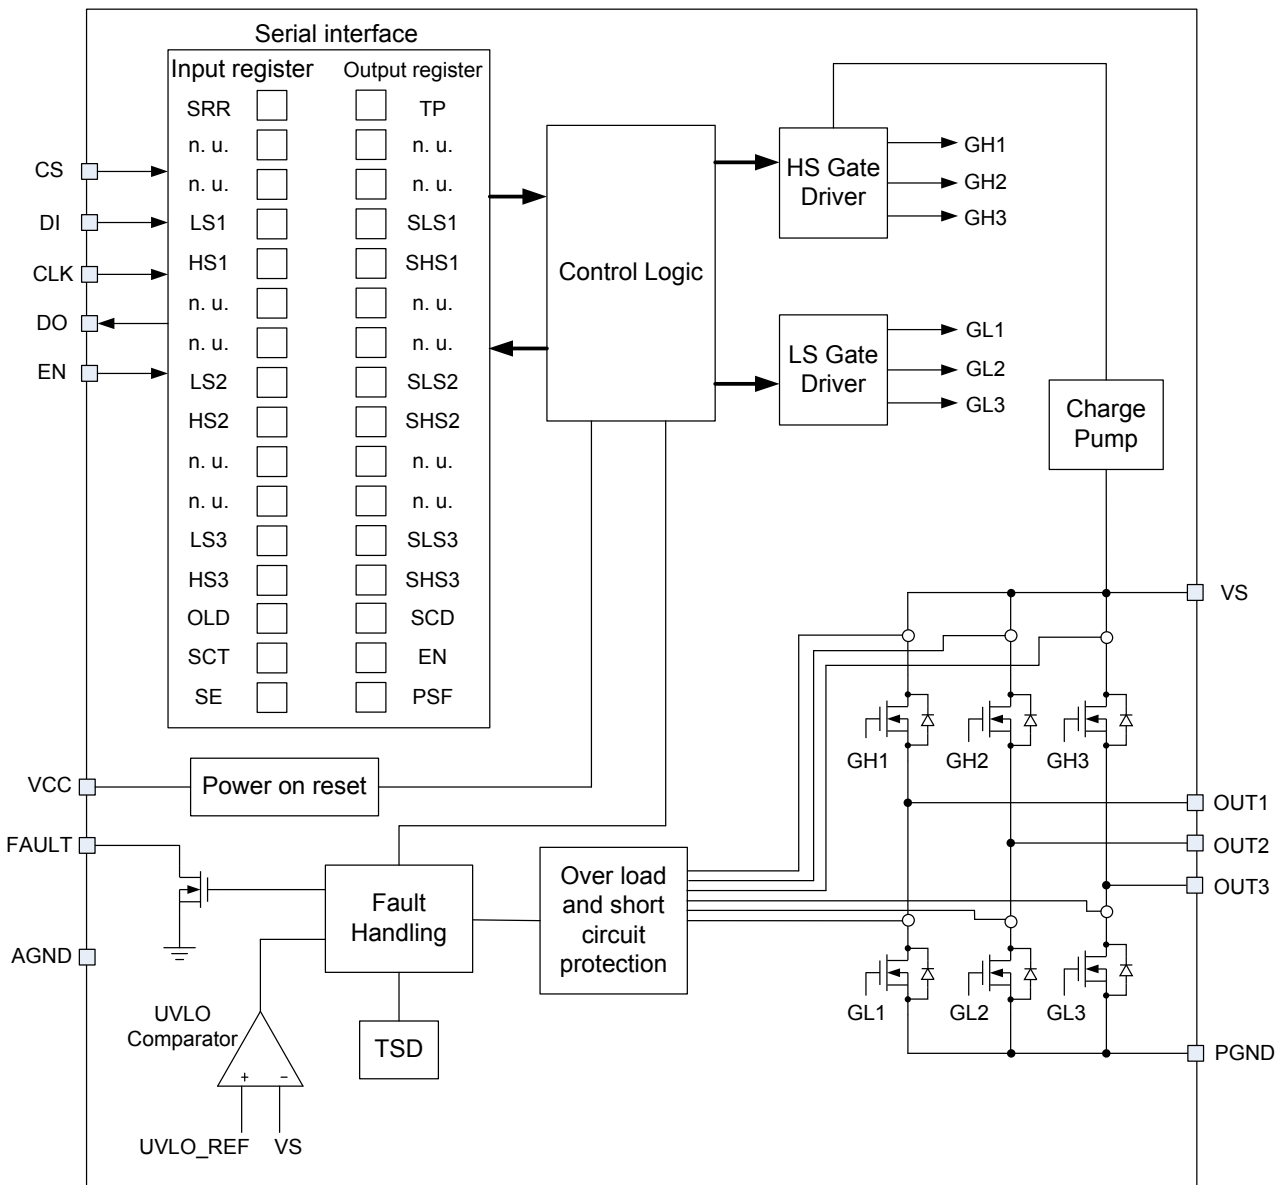 Serial interface
Input register Output register
SRR TP
n. u. n. u.
n. u. n. u.
LS1 SLS1
HS1 SHS1
n. u. n. u.
n. u. n. u.
LS2 SLS2
HS2 SHS2
n. u. n. u.
n. u. n. u.
LS3 SLS3
HS3 SHS3
OLD SCD
SCT EN
SE PSF
CS
DI
CLK
DO
EN
Control Logic
HS Gate
Driver
GH1
GH2
GH3
LS Gate
Driver
GL1
GL2
GL3
Charge
Pump
VS
GH1 GH2 GH3
OUT1
OUT2
OUT3
GL1 GL2 GL3
PGND
VCC
Power on reset
FAULT
Fault
Handling
Over load
and short
circuit
protection
AGND
UVLO
Comparator
+ −
UVLO_REF VS
TSD